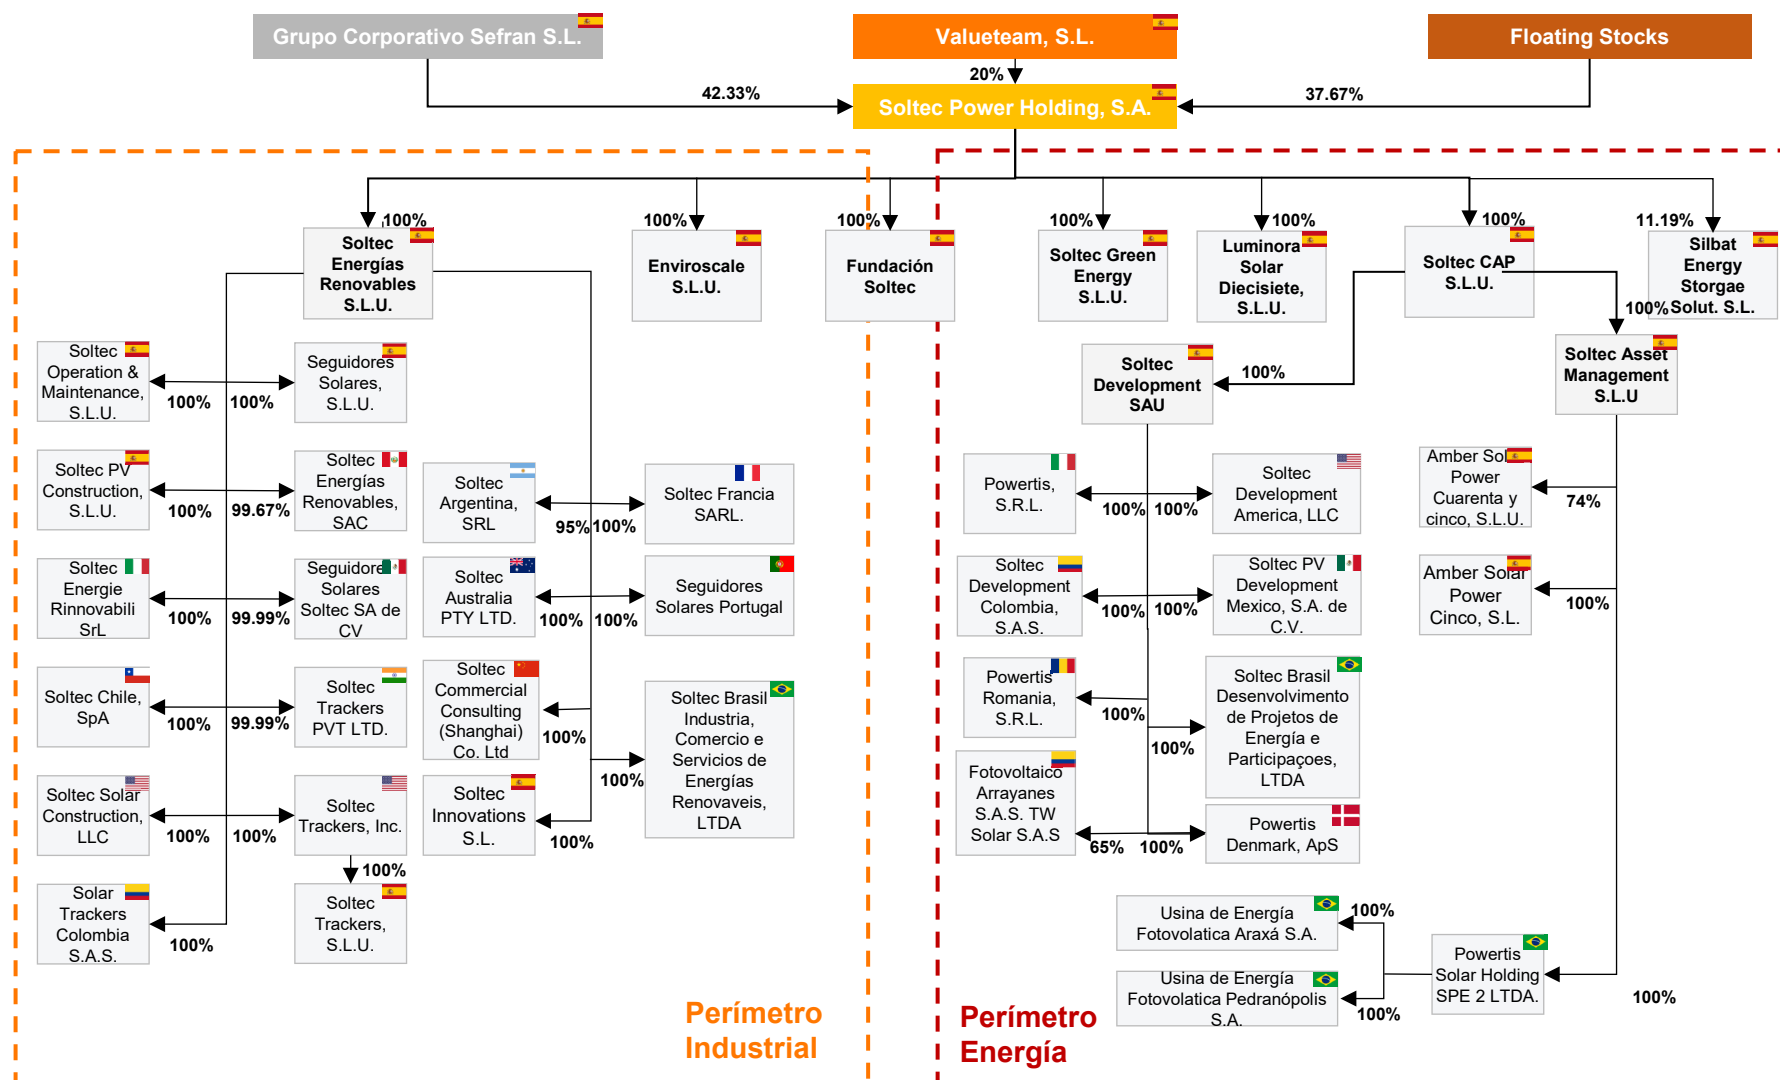 Grupo Corporativo Sefran S.L.
Valueteam, S.L.
Floating Stocks
20%
42.33%
37.67%
Soltec Power Holding, S.A.
100%
100%
100%
100%
100%
100%
11.19%
Soltec
Energías
Renovables
S.L.U.
Enviroscale
S.L.U.
Fundación
Soltec
Soltec Green
Energy
S.L.U.
Luminora
Solar
Diecisiete,
S.L.U.
Soltec CAP
S.L.U.
Silbat
Energy
Storgae
Solut. S.L.
100%
100%
Soltec
Operation &
Maintenance,
S.L.U.
100%
100%
Seguidores
Solares,
S.L.U.
Soltec PV
Construction,
S.L.U.
100%
99.67%
Soltec
Energías
Renovables,
SAC
Soltec
Energie
Rinnovabili
SrL
100%
99.99%
Seguidores
Solares
Soltec SA de
CV
Soltec Chile,
SpA
100%
99.99%
Soltec
Trackers
PVT LTD.
Soltec Solar
Construction,
LLC
100%
100%
Soltec
Trackers, Inc.
100%
Solar
Trackers
Colombia
S.A.S.
100%
Soltec
Trackers,
S.L.U.
Soltec
Argentina,
SRL
95%
100%
Soltec Francia
SARL.
Soltec
Australia
PTY LTD.
100%
100%
Seguidores
Solares Portugal
Soltec
Commercial
Consulting
(Shanghai)
Co. Ltd
100%
100%
Soltec Brasil
Industria,
Comercio e
Servicios de
Energías
Renovaveis,
LTDA
Soltec
Innovations
S.L.
100%
Perímetro
Industrial
Soltec
Development
SAU
Soltec Asset
Management
S.L.U
Powertis,
S.R.L.
100%
100%
Soltec
Development
America, LLC
Soltec
Development
Colombia,
S.A.S.
100%
100%
Soltec PV
Development
Mexico, S.A. de
C.V.
Powertis
Romania,
S.R.L.
100%
100%
Soltec Brasil
Desenvolvimento
de Projetos de
Energía e
Participaçoes,
LTDA
Fotovoltaico
Arrayanes
S.A.S. TW
Solar S.A.S
65%
100%
Powertis
Denmark, ApS
Amber Solar
Power
Cuarenta y
cinco, S.L.U.
74%
Amber Solar
Power
Cinco, S.L.
100%
Usina de Energía
Fotovolatica Araxá S.A.
100%
Usina de Energía
Fotovolatica Pedranópolis
S.A.
100%
Powertis
Solar Holding
SPE 2 LTDA.
100%
Perímetro
Energía